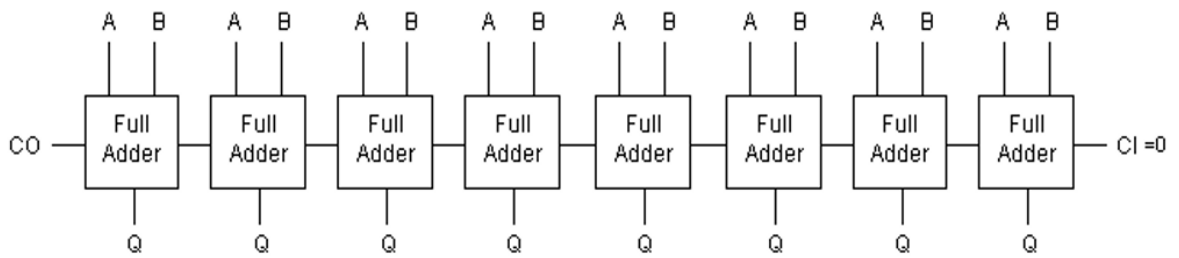 A B A B A B A B A B A B A B A B
Full Full Full Full Full Full Full Full
CO Adder Adder Adder Adder Adder Adder Adder Adder CI =0
Q Q Q Q Q Q Q Q